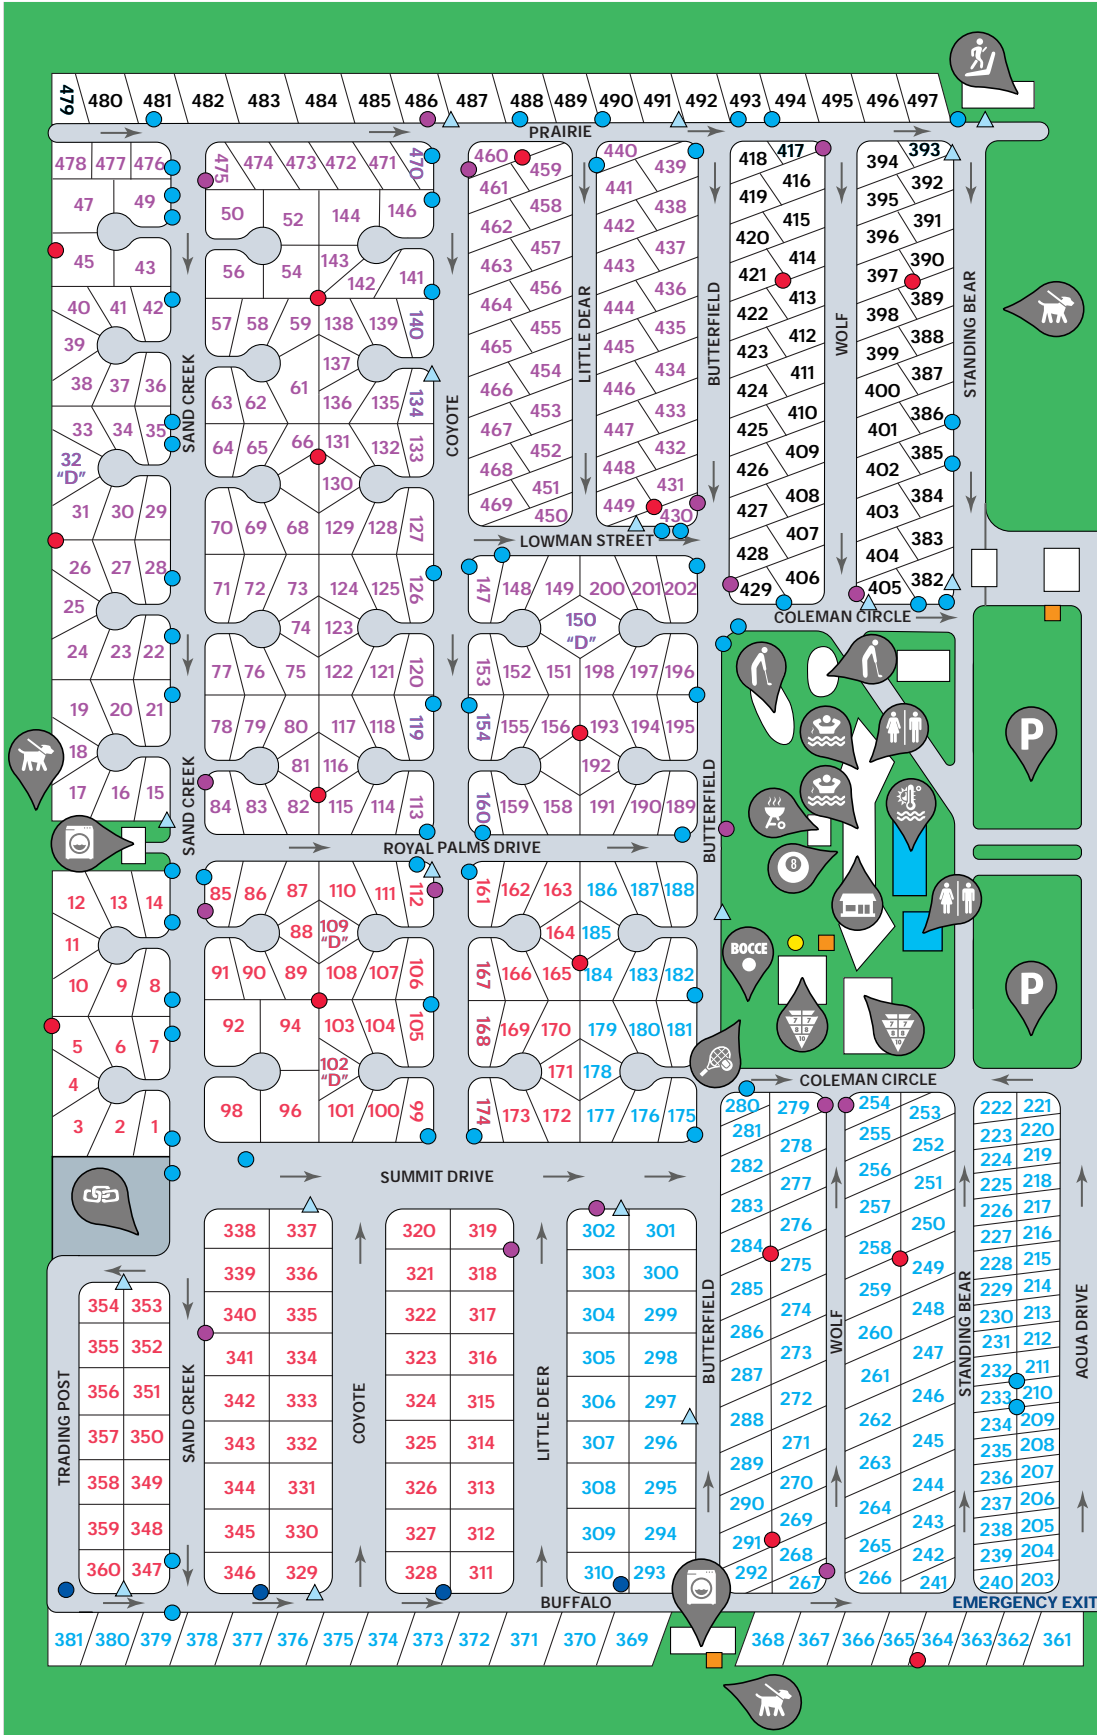 479 480 481 482 483 484 485 486 487 488 489 490 491 492 493 494 495 496 497
PRAIRIE
478 477 476 475 474 473 472 471 470
47 49 45 43
50 52 144 146
56 54 143 142 141
40 41 42 39 38 37 36
57 58 59 138 139 140
137
63 62 61 136 135 134
33 34 35
32
"D"
31 30 29
64 65 66 131 132 133
130
70 69 68 129 128 127
26 27 28 25 24 23 22
71 72 73 124 125 126
74 123
77 76 75 122 121 120
19 20 21 18 17 16 15
78 79 80 117 118 119
81 116
84 83 82 115 114 113
SAND CREEK
SAND CREEK
COYOTE
460 459
461 458
462 457
463 456
464 455
465 454
466 453
467 452
468 451
469 450
LITTLE DEAR
440 439
441 438
442 437
443 436
444 435
445 434
446 433
447 432
448 431
449 430
BUTTERFIELD
418 417
419 416
420 415
421 414
422 413
423 412
424 411
425 410
426 409
427 408
428 407
429 406
WOLF
394 393
395 392
396 391
397 390
398 389
399 388
400 387
401 386
402 385
403 384
404 383
405 382
STANDING BEAR
LOWMAN STREET
COLEMAN CIRCLE
147 148 149 200 201 202
150
"D"
153 152 151 198 197 196
154 155 156 193 194 195
192
160 159 158 191 190 189
BUTTERFIELD
P
8
BOCCE
7 7
8 8
10
7 7
8 8
10
P
ROYAL PALMS DRIVE
12 13 14 11 10 9 8
85 86 87 110 111 112
88 109
"D"
91 90 89 108 107 106
5 6 7 4 3 2 1
92 94 103 104 105
102
"D"
98 96 101 100 99
161 162 163 186 187 188
164 185
167 166 165 184 183 182
168 169 170 179 180 181
171 178
174 173 172 177 176 175
COLEMAN CIRCLE
SUMMIT DRIVE
354 353
355 352
356 351
357 350
358 349
359 348
360 347
TRADING POST
SAND CREEK
338 337
339 336
340 335
341 334
342 333
343 332
344 331
345 330
346 329
COYOTE
320 319
321 318
322 317
323 316
324 315
325 314
326 313
327 312
328 311
LITTLE DEER
302 301
303 300
304 299
305 298
306 297
307 296
308 295
309 294
310 293
BUTTERFIELD
280 279
281 278
282 277
283 276
284 275
285 274
286 273
287 272
288 271
289 270
290 269
291 268
292 267
WOLF
254 253
255 252
256 251
257 250
258 249
259 248
260 247
261 246
262 245
263 244
264 243
265 242
266 241
STANDING BEAR
222 221
223 220
224 219
225 218
226 217
227 216
228 215
229 214
230 213
231 212
232 211
233 210
234 209
235 208
236 207
237 206
238 205
239 204
240 203
AQUA DRIVE
BUFFALO
EMERGENCY EXIT
381 380 379 378 377 376 375 374 373 372 371 370 369 368 367 366 365 364 363 362 361